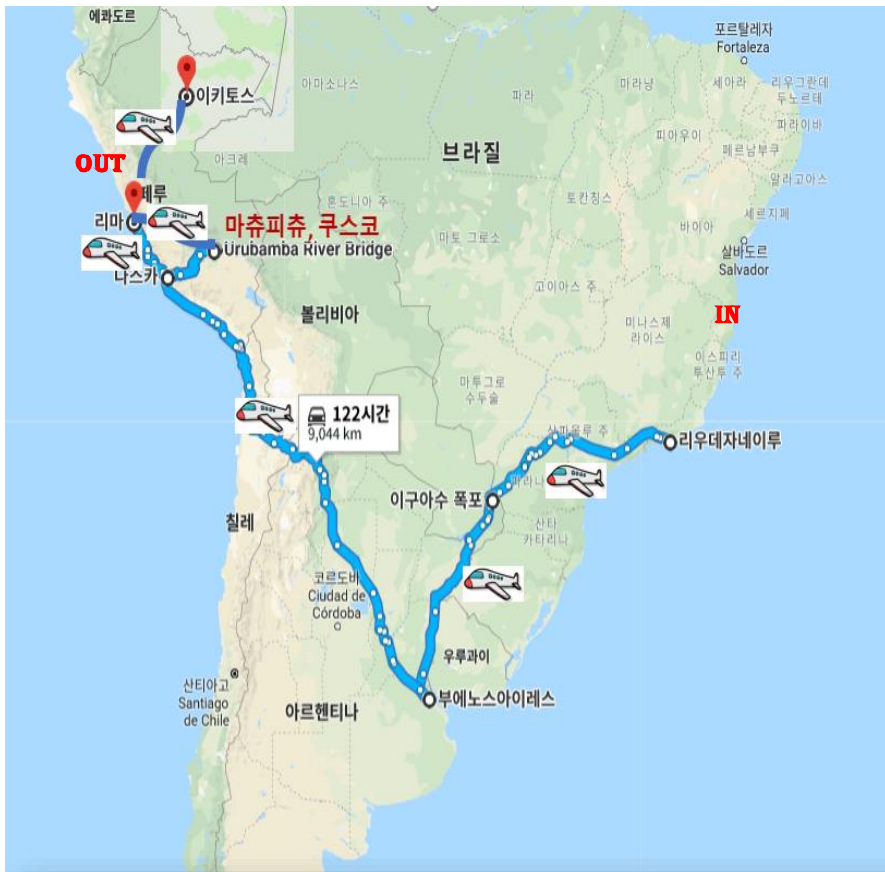 에콰도르
포르탈레자
Fortaleza
이키토스
아마소나스
파라
마라냥
세아라
리우그란데
두노르테
파라이바
피아우이
페르남부쿠
브라질
OUT
아크레
알라고아스
페루
혼도니아 주
토칸칭스
세르지페
리마
마츄피츄, 쿠스코
마토 그로소
바이아
Urubamba River Bridge
살바도르
Salvador
나스카
고이아스 주
볼리비아
미나스제
라이스
IN
이스피리
투산투 주
마투그로
수두술
122시간
9,044 km
상파울루 주
리우데자네이루
파라나
이구아수 폭포
칠레
산타
카타리나
코르도바
Ciudad de
Córdoba
우루과이
산티아고
Santiago
de Chile
부에노스아이레스
아르헨티나